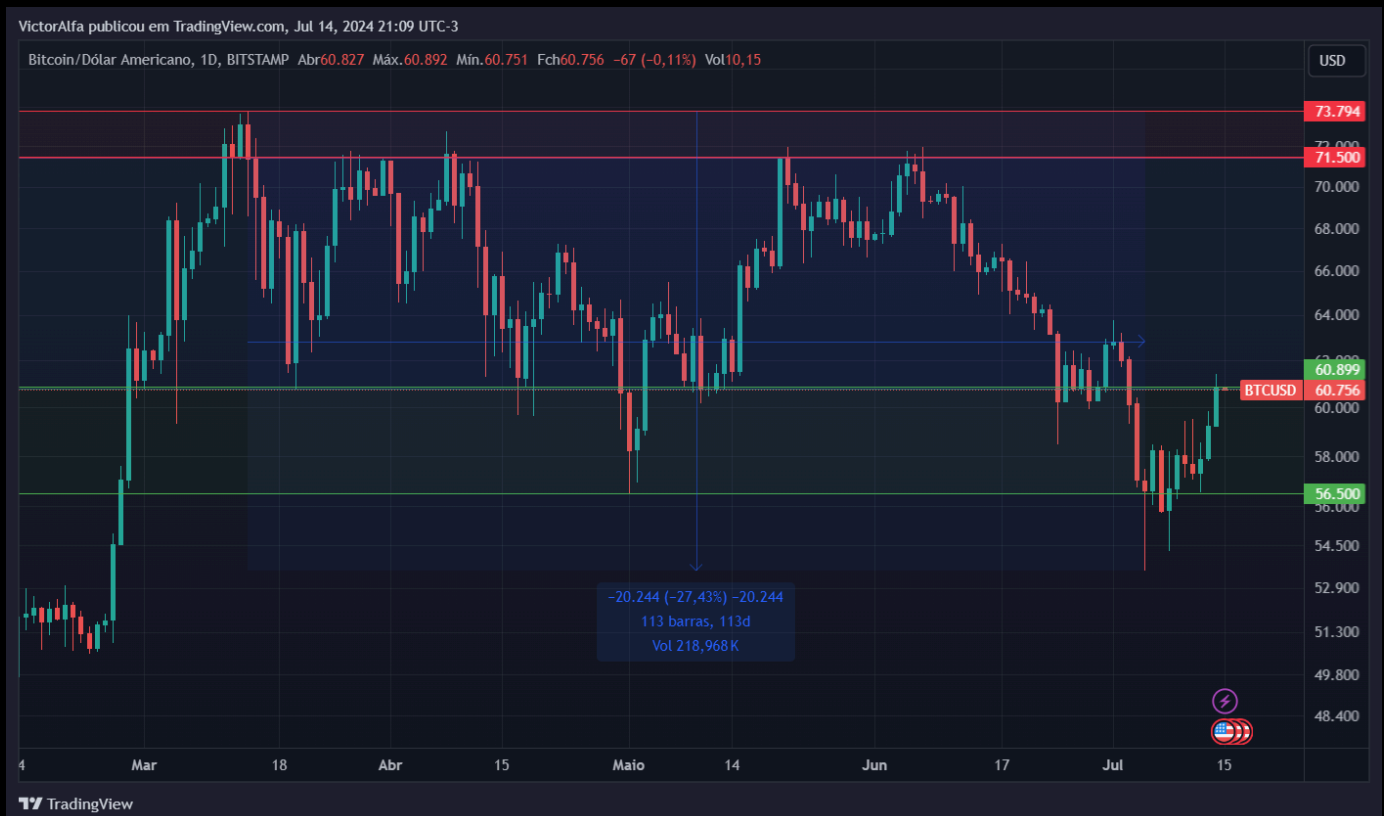 VictorAlfa publicou em TradingView.com, Jul 14, 2024 21:09 UTC-3
Bitcoin/Dólar Americano, 1D, BITSTAMP Abr60.827 Máx.60.892 Mín.60.751 Fch60.756 −67 (−0,11%) Vol10,15
USD
73.794
72.000
71.500
70.000
68.000
66.000
64.000
62.000
60.899
BTCUSD 60.756
60.000
58.000
56.500
56.000
54.500
52.900
51.300
49.800
48.400
−20.244 (−27,43%) −20.244
113 barras, 113d
Vol 218,968K
4 Mar 18 Abr 15 Maio 14 Jun 17 Jul 15
TradingView